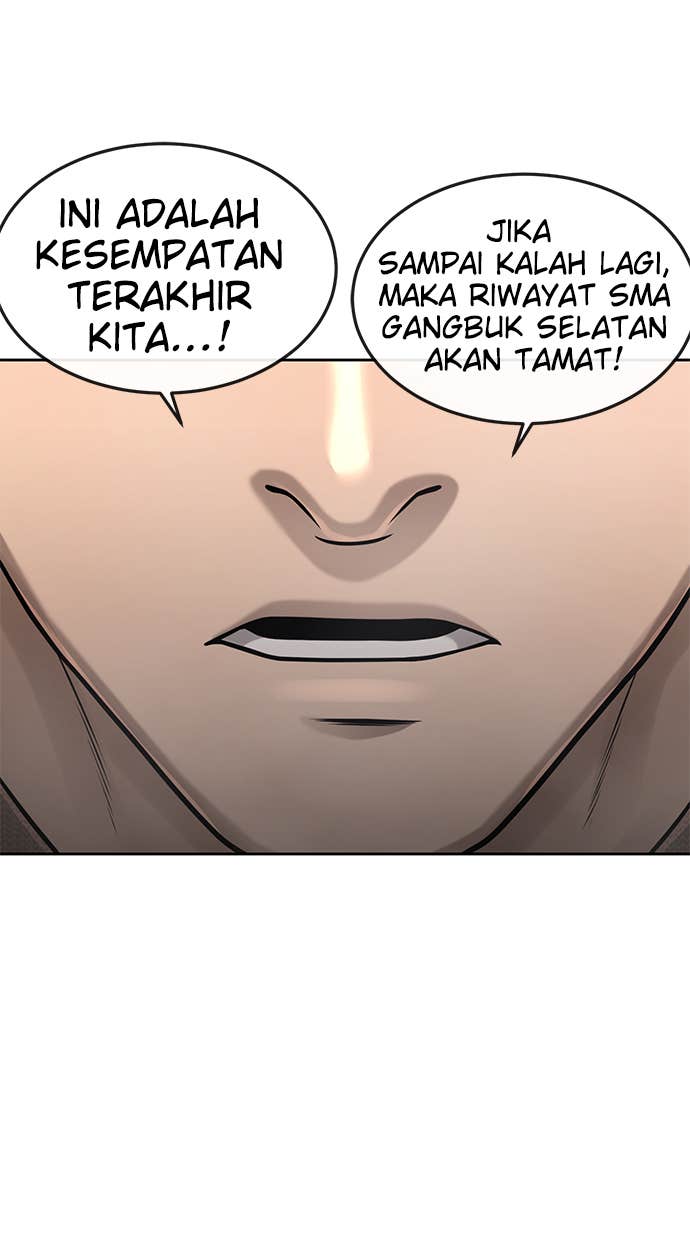 INI ADALAH
KESEMPATAN
TERAKHIR
KITA...!
JIKA
SAMPAI KALAH LAGI,
MAKA RIWAYAT SMA
GANGBUK SELATAN
AKAN TAMAT!